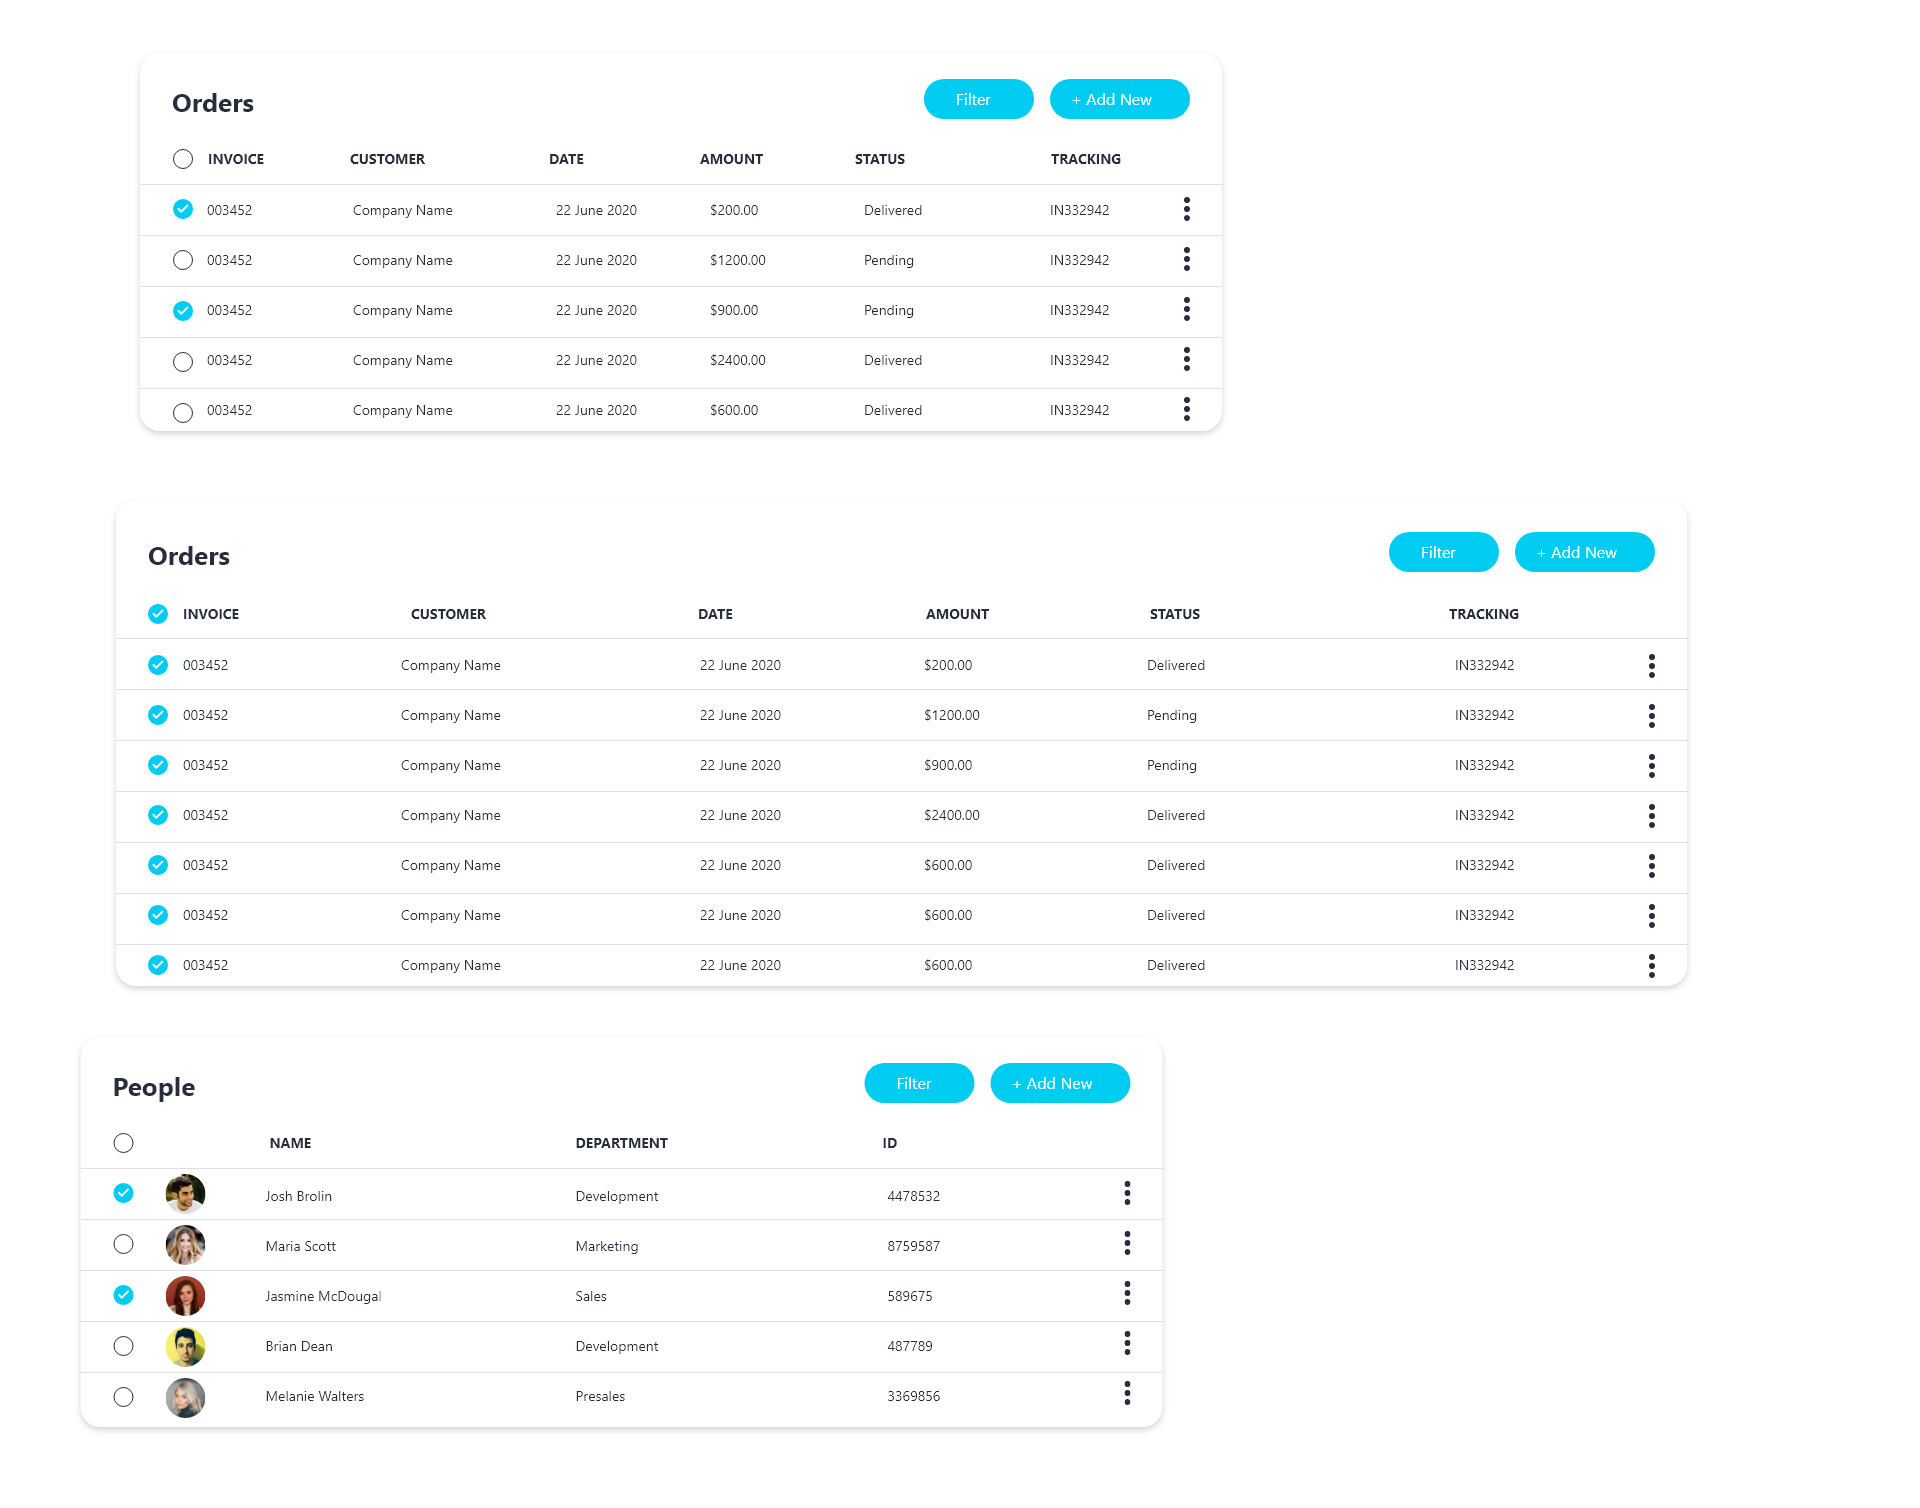 Orders Filter + Add New
INVOICE CUSTOMER DATE AMOUNT STATUS TRACKING
003452 Company Name 22 June 2020 $200.00 Delivered IN332942
003452 Company Name 22 June 2020 $1200.00 Pending IN332942
003452 Company Name 22 June 2020 $900.00 Pending IN332942
003452 Company Name 22 June 2020 $2400.00 Delivered IN332942
003452 Company Name 22 June 2020 $600.00 Delivered IN332942
Orders Filter + Add New
INVOICE CUSTOMER DATE AMOUNT STATUS TRACKING
003452 Company Name 22 June 2020 $200.00 Delivered IN332942
003452 Company Name 22 June 2020 $1200.00 Pending IN332942
003452 Company Name 22 June 2020 $900.00 Pending IN332942
003452 Company Name 22 June 2020 $2400.00 Delivered IN332942
003452 Company Name 22 June 2020 $600.00 Delivered IN332942
003452 Company Name 22 June 2020 $600.00 Delivered IN332942
003452 Company Name 22 June 2020 $600.00 Delivered IN332942
People Filter + Add New
NAME DEPARTMENT ID
Josh Brolin Development 4478532
Maria Scott Marketing 8759587
Jasmine McDougal Sales 589675
Brian Dean Development 487789
Melanie Walters Presales 3369856